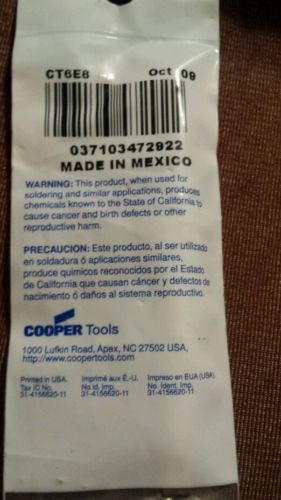 CT6E8 Oct 09
037103472922
MADE IN MEXICO
WARNING: This product, when used for
soldering and similar applications, produces
chemicals known to the State of California to
cause cancer and birth defects or other
reproductive harm.
PRECAUCION: Este producto, al ser utilizado
en soldadura ó aplicaciones similares,
produce quimicos reconocidos por el Estado
de California que causan cáncer y defectos de
nacimiento ó daños al sistema reproductivo.
COOPER Tools
1000 Lufkin Road, Apex, NC 27502 USA,
http://www.coopertools.com
Printed in USA. Imprimé aux É.-U. Impreso en EUA (USA).
Tax IC No. No id. Imp. No. Ident. Imp.
31-4156620-11 31-4156620-11 31-4156620-11